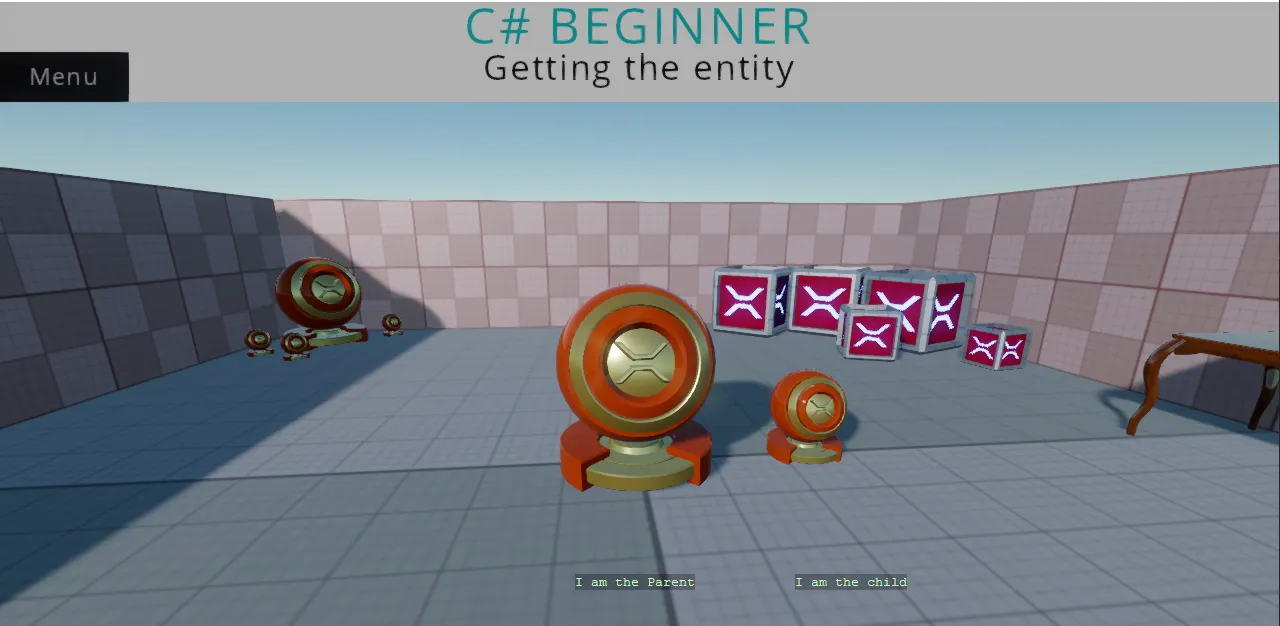 C# BEGINNER
Getting the entity
Menu
I am the Parent
I am the child